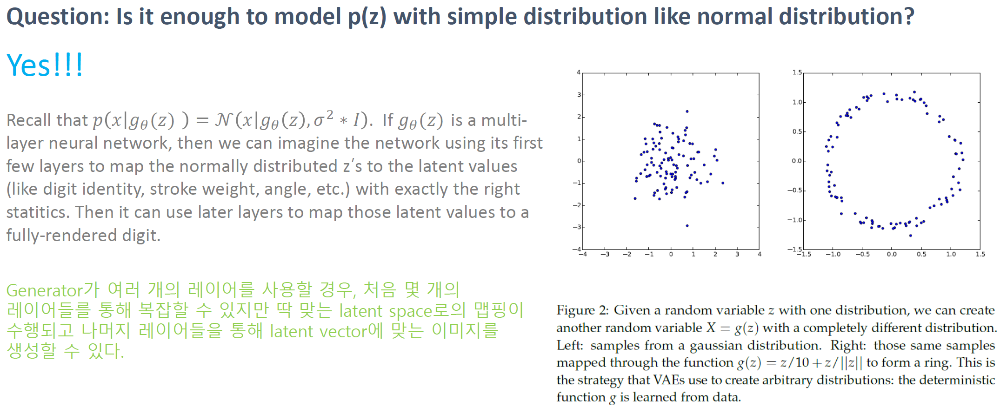 Question: Is it enough to model p(z) with simple distribution like normal distribution?
Yes!!!
Recall that p(x|gθ(z) ) = 𝒩(x|gθ(z), σ² * I). If gθ(z) is a multi-
layer neural network, then we can imagine the network using its first
few layers to map the normally distributed z’s to the latent values
(like digit identity, stroke weight, angle, etc.) with exactly the right
statitics. Then it can use later layers to map those latent values to a
fully-rendered digit.
Generator가 여러 개의 레이어를 사용할 경우, 처음 몇 개의
레이어들를 통해 복잡할 수 있지만 딱 맞는 latent space로의 맵핑이
수행되고 나머지 레이어들을 통해 latent vector에 맞는 이미지를
생성할 수 있다.
4
3
2
1
0
−1
−2
−3
−4
−4 −3 −2 −1 0 1 2 3 4
1.5
1.0
0.5
0.0
−0.5
−1.0
−1.5
−1.5 −1.0 −0.5 0.0 0.5 1.0 1.5
Figure 2: Given a random variable z with one distribution, we can create
another random variable X = g(z) with a completely different distribution.
Left: samples from a gaussian distribution. Right: those same samples
mapped through the function g(z) = z/10 + z/||z|| to form a ring. This is
the strategy that VAEs use to create arbitrary distributions: the deterministic
function g is learned from data.